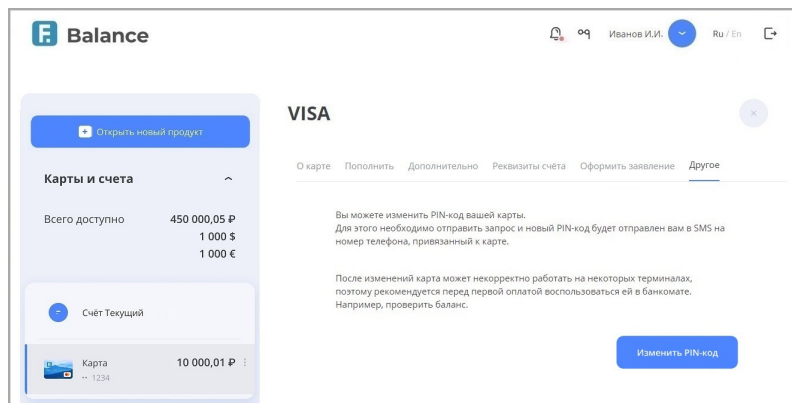 F. Balance
Иванов И.И.
Ru / En
Открыть новый продукт
Карты и счета
Всего доступно
450 000,05 ₽
1 000 $
1 000 €
Счёт Текущий
Карта
10 000,01 ₽
•• 1234
VISA
О карте
Пополнить
Дополнительно
Реквизиты счёта
Оформить заявление
Другое
Вы можете изменить PIN-код вашей карты.
Для этого необходимо отправить запрос и новый PIN-код будет отправлен вам в SMS на
номер телефона, привязанный к карте.
После изменений карта может некорректно работать на некоторых терминалах,
поэтому рекомендуется перед первой оплатой воспользоваться ей в банкомате.
Например, проверить баланс.
Изменить PIN-код